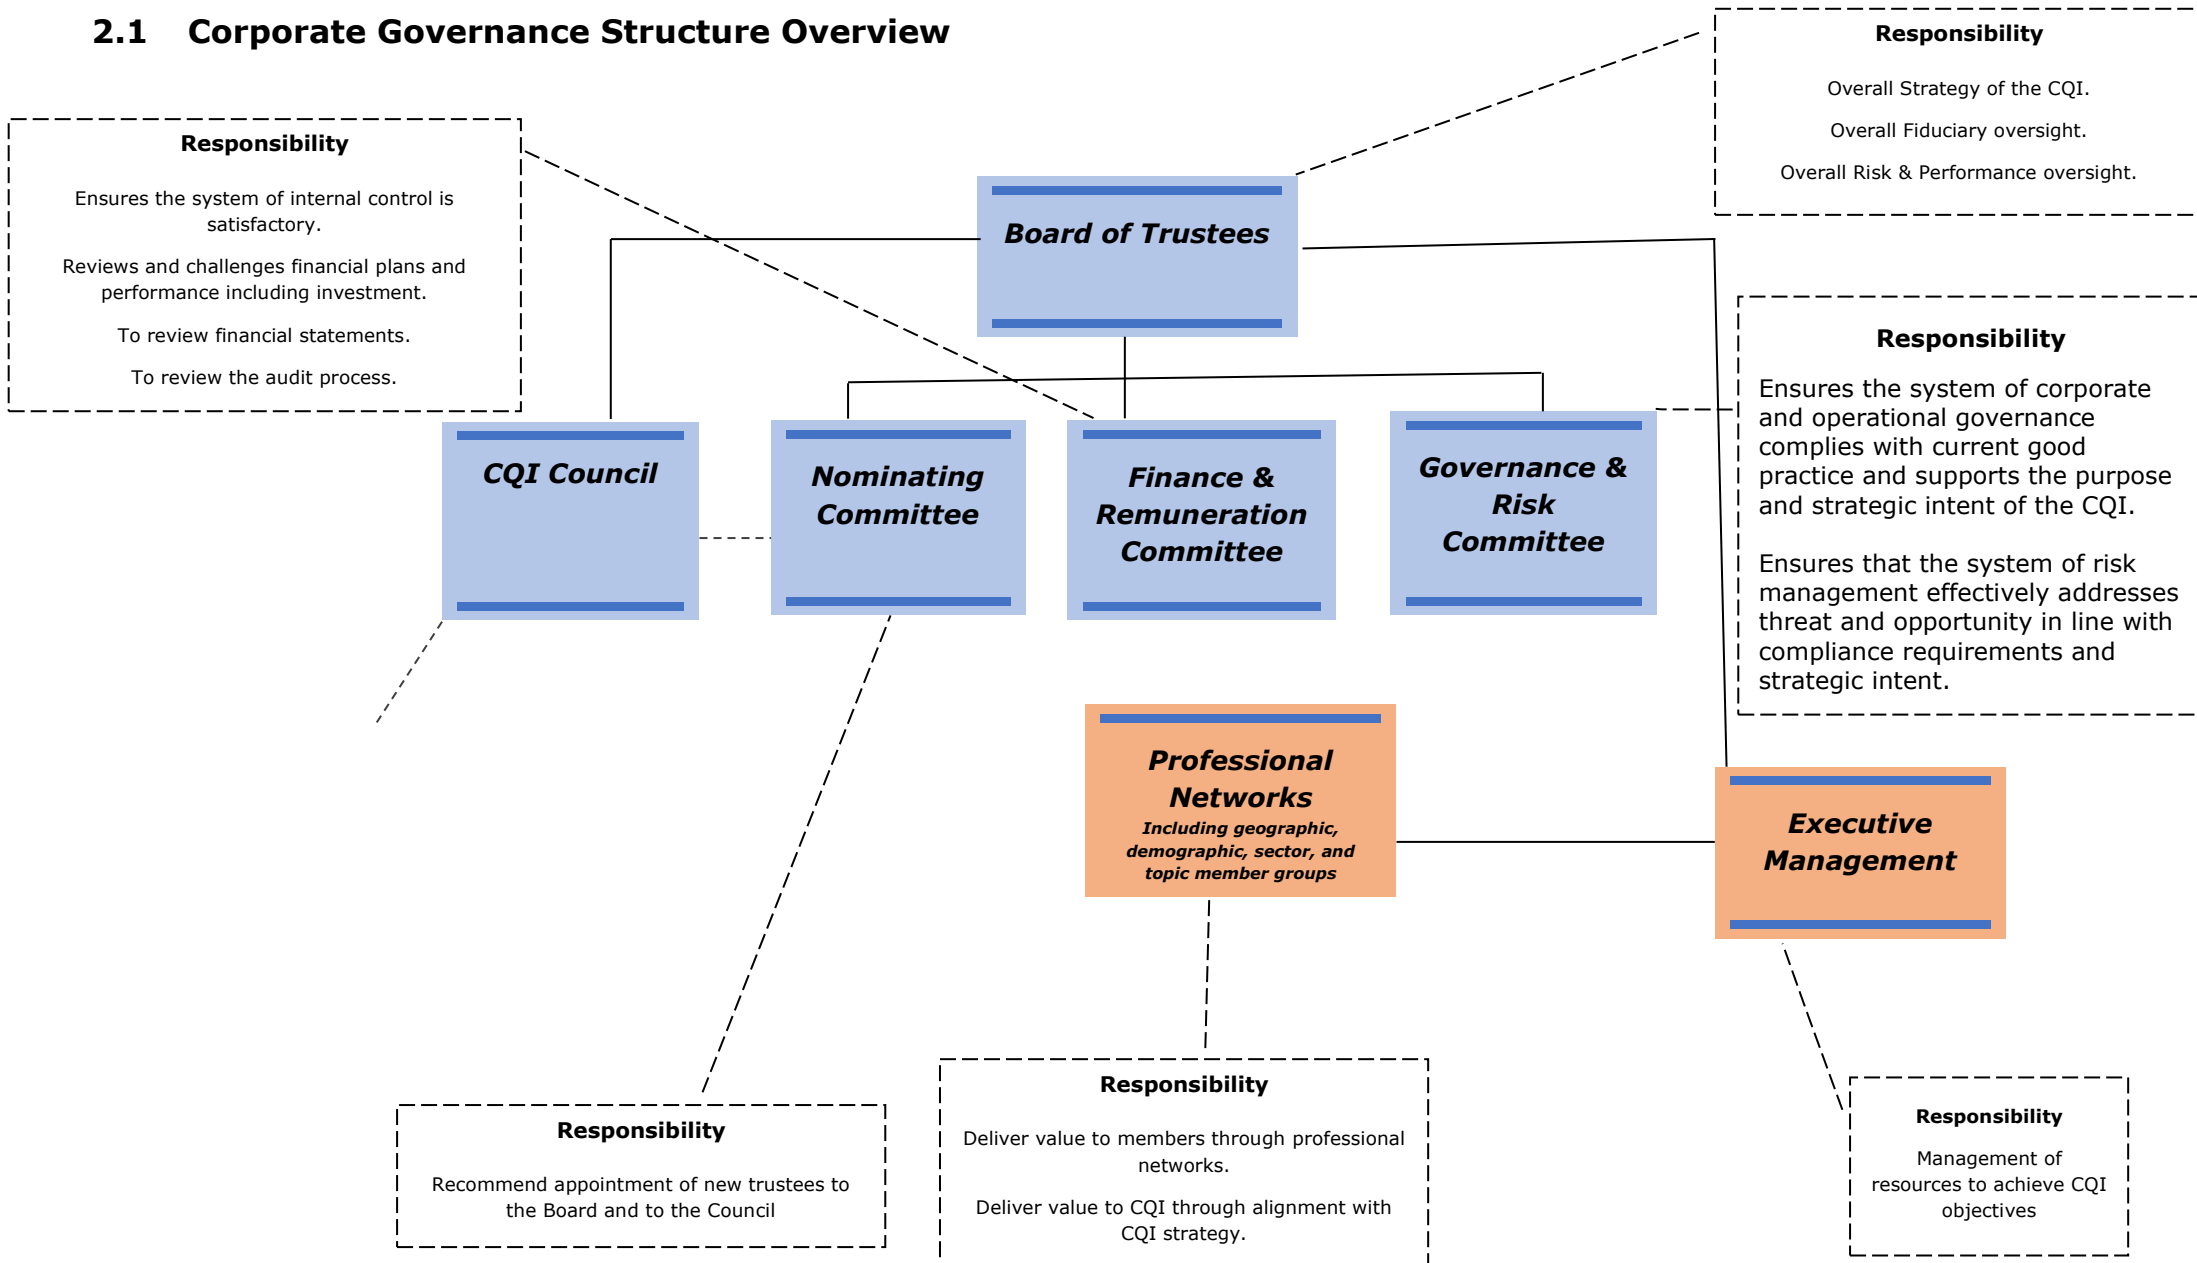 2.1 Corporate Governance Structure Overview
Responsibility
Overall Strategy of the CQI.
Overall Fiduciary oversight.
Overall Risk & Performance oversight.
Responsibility
Ensures the system of internal control is
satisfactory.
Reviews and challenges financial plans and
performance including investment.
To review financial statements.
To review the audit process.
Board of Trustees
Responsibility
Ensures the system of corporate
and operational governance
complies with current good
practice and supports the purpose
and strategic intent of the CQI.
Ensures that the system of risk
management effectively addresses
threat and opportunity in line with
compliance requirements and
strategic intent.
CQI Council
Nominating
Committee
Finance &
Remuneration
Committee
Governance &
Risk
Committee
Professional
Networks
Including geographic,
demographic, sector, and
topic member groups
Executive
Management
Responsibility
Recommend appointment of new trustees to
the Board and to the Council
Responsibility
Deliver value to members through professional
networks.
Deliver value to CQI through alignment with
CQI strategy.
Responsibility
Management of
resources to achieve CQI
objectives